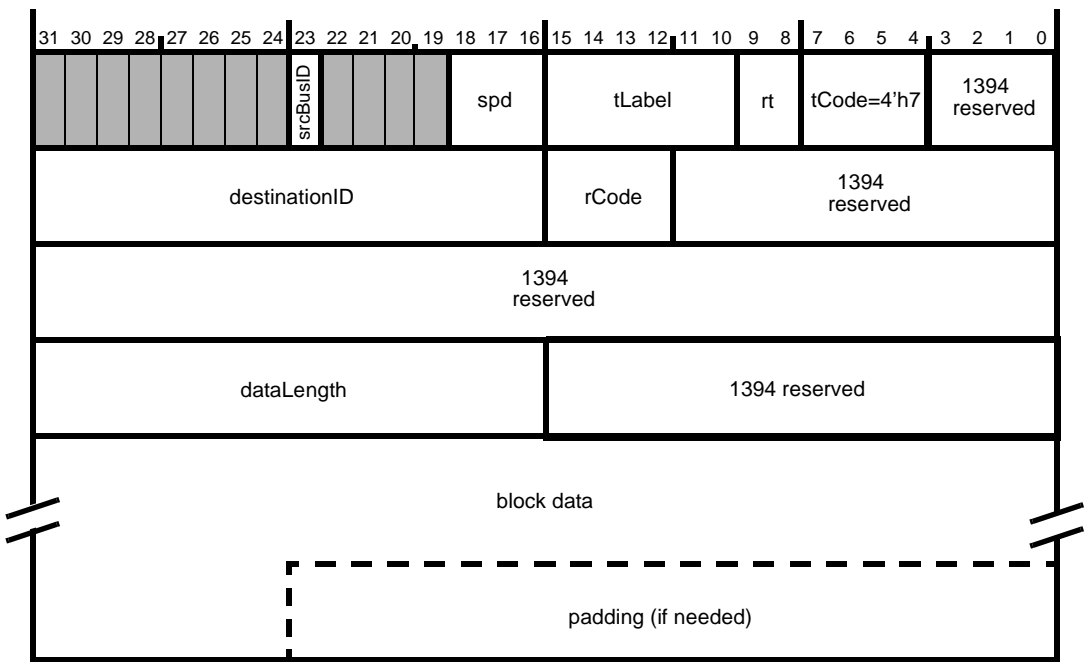 31 30 29 28 27 26 25 24 23 22 21 20 19 18 17 16 15 14 13 12 11 10 9 8 7 6 5 4 3 2 1 0
srcBusID
spd
tLabel
rt
tCode=4'h7
1394
reserved
destinationID
rCode
1394
reserved
1394
reserved
dataLength
1394 reserved
block data
padding (if needed)